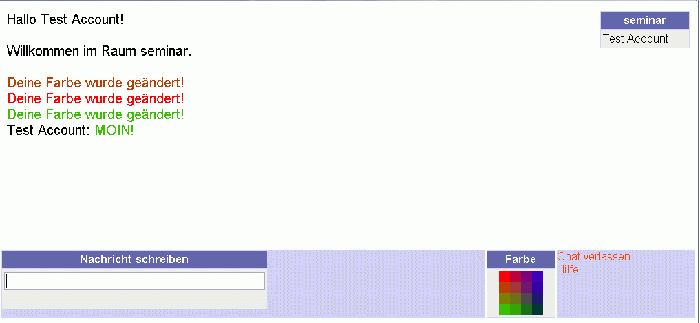 Hallo Test Account!
Willkommen im Raum seminar.
Deine Farbe wurde geändert!
Deine Farbe wurde geändert!
Deine Farbe wurde geändert!
Test Account: MOIN!
seminar
Test Account
Nachricht schreiben
Farbe
Chat verlassen
Hilfe